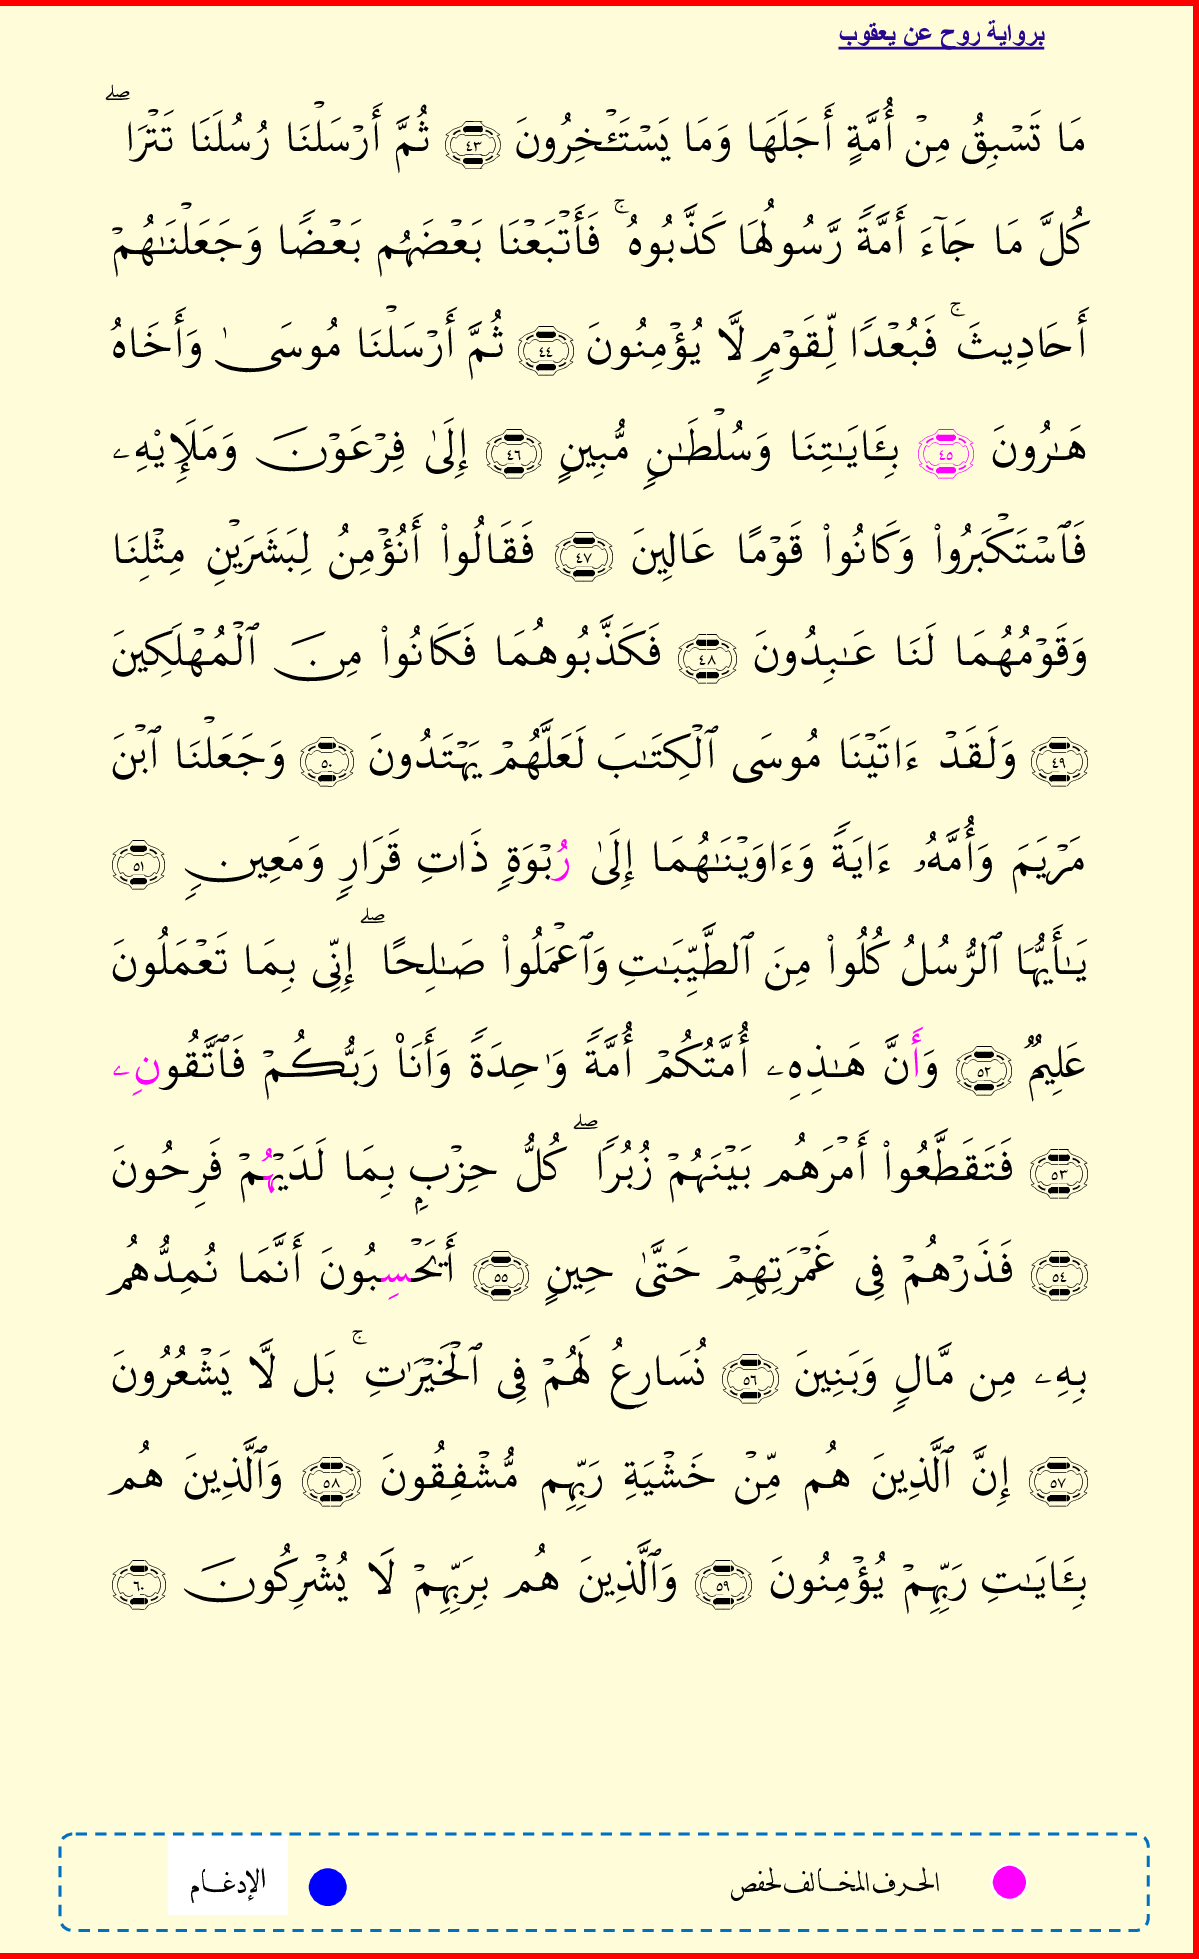 برواية روح عن يعقوب
مَا تَسۡبِقُ مِنۡ أُمَّةٍ أَجَلَهَا وَمَا يَسۡتَـٔۡخِرُونَ ٤٣ ثُمَّ أَرۡسَلۡنَا رُسُلَنَا تَتۡرَاۖ
كُلَّ مَا جَآءَ أُمَّةٗ رَّسُولُهَا كَذَّبُوهُۚ فَأَتۡبَعۡنَا بَعۡضَهُم بَعۡضٗا وَجَعَلۡنَٰهُمۡ
أَحَادِيثَۚ فَبُعۡدٗا لِّقَوۡمٖ لَّا يُؤۡمِنُونَ ٤٤ ثُمَّ أَرۡسَلۡنَا مُوسَىٰ وَأَخَاهُ
هَٰرُونَ ٤٥ بِـَٔايَٰتِنَا وَسُلۡطَٰنٖ مُّبِينٍ ٤٦ إِلَىٰ فِرۡعَوۡنَ وَمَلَإِيْهِۦ
فَٱسۡتَكۡبَرُواْ وَكَانُواْ قَوۡمًا عَالِينَ ٤٧ فَقَالُوٓاْ أَنُؤۡمِنُ لِبَشَرَيۡنِ مِثۡلِنَا
وَقَوۡمُهُمَا لَنَا عَٰبِدُونَ ٤٨ فَكَذَّبُوهُمَا فَكَانُواْ مِنَ ٱلۡمُهۡلَكِينَ
٤٩ وَلَقَدۡ ءَاتَيۡنَا مُوسَى ٱلۡكِتَٰبَ لَعَلَّهُمۡ يَهۡتَدُونَ ٥٠ وَجَعَلۡنَا ٱبۡنَ
مَرۡيَمَ وَأُمَّهُۥ ءَايَةٗ وَءَاوَيۡنَٰهُمَا إِلَىٰ رُبۡوَةٖ ذَاتِ قَرَارٖ وَمَعِينٖ ٥١
يَٰأَيُّهَا ٱلرُّسُلُ كُلُواْ مِنَ ٱلطَّيِّبَٰتِ وَٱعۡمَلُواْ صَٰلِحًاۖ إِنِّي بِمَا تَعۡمَلُونَ
عَلِيمٞ ٥٢ وَأَنَّ هَٰذِهِۦ أُمَّتُكُمۡ أُمَّةٗ وَٰحِدَةٗ وَأَنَا۠ رَبُّكُمۡ فَٱتَّقُونِۦ
٥٣ فَتَقَطَّعُواْ أَمۡرَهُم بَيۡنَهُمۡ زُبُرٗاۖ كُلُّ حِزۡبِۭ بِمَا لَدَيۡهُمۡ فَرِحُونَ
٥٤ فَذَرۡهُمۡ فِي غَمۡرَتِهِمۡ حَتَّىٰ حِينٍ ٥٥ أَيَحۡسِبُونَ أَنَّمَا نُمِدُّهُم
بِهِۦ مِن مَّالٖ وَبَنِينَ ٥٦ نُسَارِعُ لَهُمۡ فِي ٱلۡخَيۡرَٰتِۚ بَل لَّا يَشۡعُرُونَ
٥٧ إِنَّ ٱلَّذِينَ هُم مِّنۡ خَشۡيَةِ رَبِّهِم مُّشۡفِقُونَ ٥٨ وَٱلَّذِينَ هُم
بِـَٔايَٰتِ رَبِّهِمۡ يُؤۡمِنُونَ ٥٩ وَٱلَّذِينَ هُم بِرَبِّهِمۡ لَا يُشۡرِكُونَ ٦٠
الحرف المخالف لحفص الإدغام